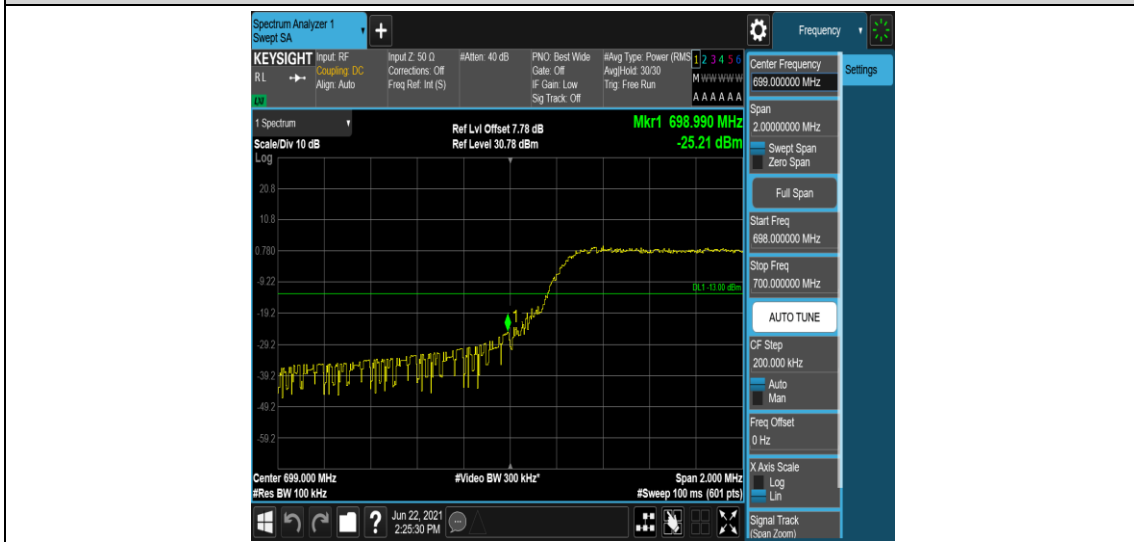 Spectrum Analyzer 1
Swept SA
+
Frequency
KEYSIGHT
RL
LXI
Input: RF
Coupling: DC
Align: Auto
Input Z: 50 Ω
Corrections: Off
Freq Ref: Int (S)
#Atten: 40 dB
PNO: Best Wide
Gate: Off
IF Gain: Low
Sig Track: Off
#Avg Type: Power (RMS
Avg|Hold: 30/30
Trig: Free Run
1 2 3 4 5 6
M W W W W W
A A A A A A
Center Frequency
699.000000 MHz
Settings
1 Spectrum
Scale/Div 10 dB
Log
Ref Lvl Offset 7.78 dB
Ref Level 30.78 dBm
Mkr1 698.990 MHz
-25.21 dBm
Span
2.00000000 MHz
Swept Span
Zero Span
Full Span
Start Freq
698.000000 MHz
Stop Freq
700.000000 MHz
AUTO TUNE
CF Step
200.000 kHz
Auto
Man
Freq Offset
0 Hz
X Axis Scale
Log
Lin
Signal Track
(Span Zoom)
20.8
10.8
0.780
-9.22
DL1 -13.00 dBm
-19.2
1
-29.2
-39.2
-49.2
-59.2
Center 699.000 MHz
#Res BW 100 kHz
#Video BW 300 kHz*
Span 2.000 MHz
#Sweep 100 ms (601 pts)
?
Jun 22, 2021
2:25:30 PM